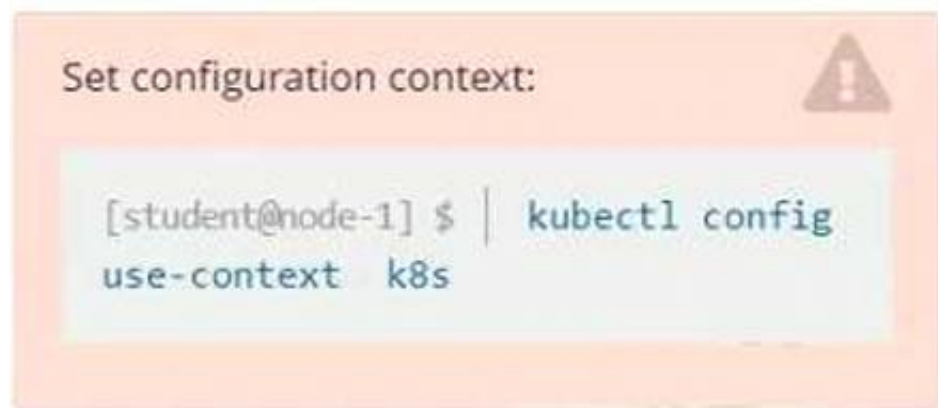 Set configuration context:
[student@node-1] $ | kubectl config
use-context k8s